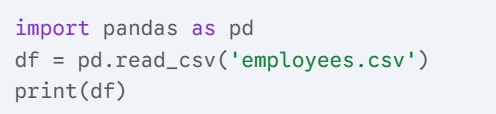 import pandas as pd
df = pd.read_csv('employees.csv')
print(df)